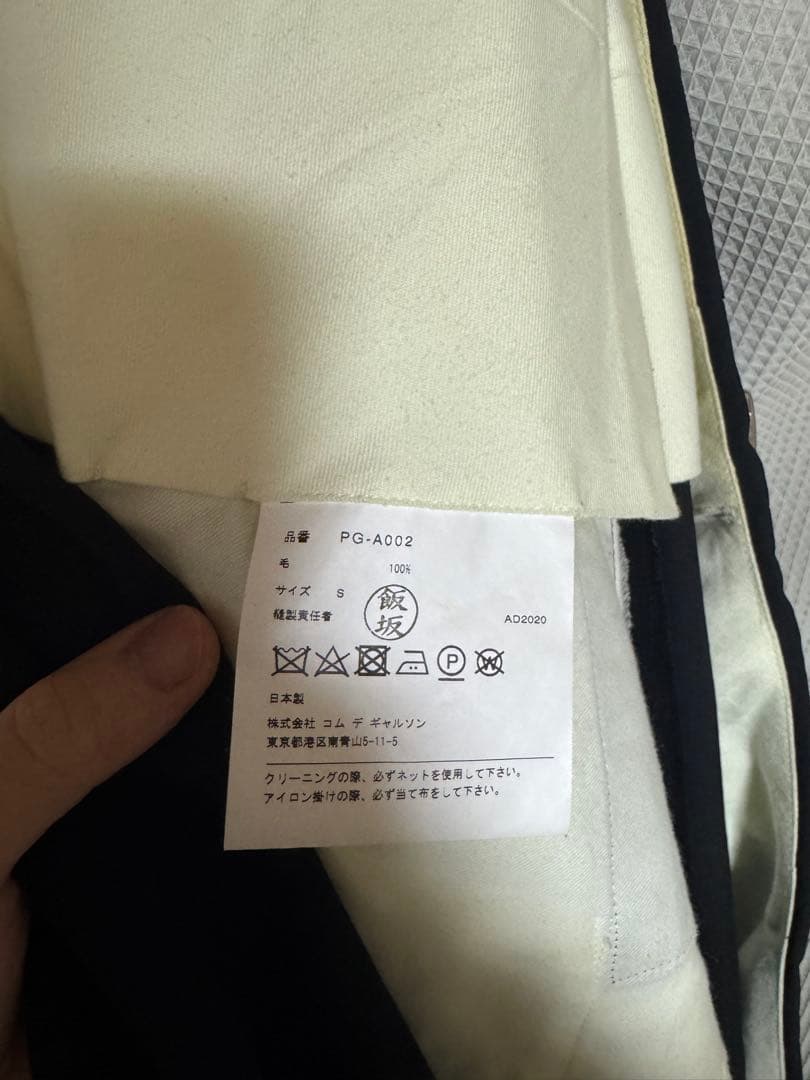 品番 PG-A002
毛 100%
サイズ S
縫製責任者 飯坂 AD2020
P W
日本製
株式会社 コム デ ギャルソン
東京都港区南青山5-11-5
クリーニングの際、必ずネットを使用して下さい。
アイロン掛けの際、必ず当て布をして下さい。